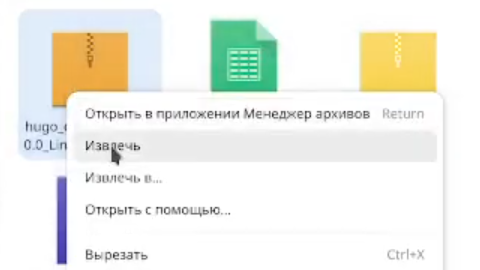 Открыть в приложении Менеджер архивов Return
hugo_
0.0_Lin
Извлечь
Извлечь в...
Открыть с помощью...
Вырезать Ctrl+X